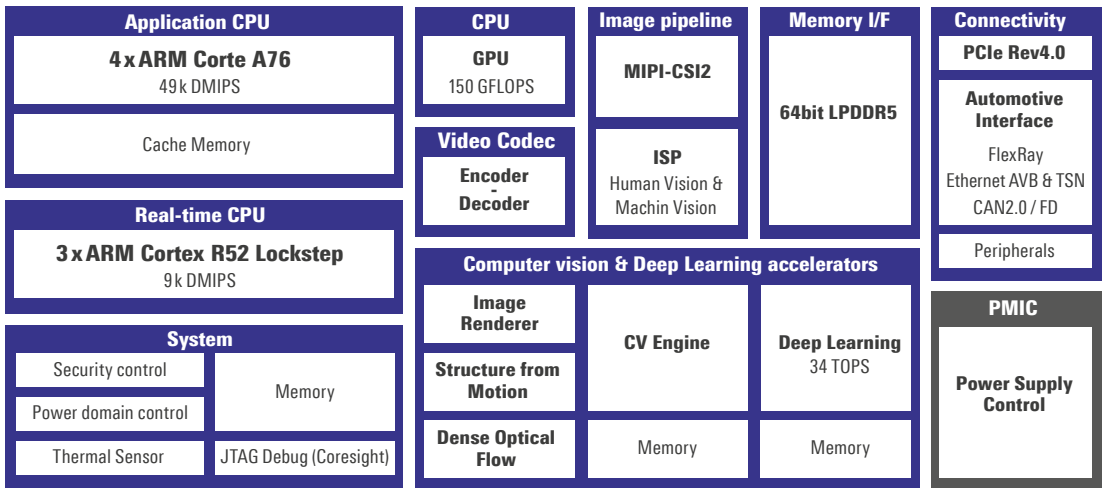 Application CPU
4 x ARM Corte A76
49 k DMIPS
Cache Memory
Real-time CPU
3 x ARM Cortex R52 Lockstep
9 k DMIPS
System
Security control
Power domain control
Thermal Sensor
Memory
JTAG Debug (Coresight)
CPU
GPU
150 GFLOPS
Video Codec
Encoder
-
Decoder
Image pipeline
MIPI-CSI2
ISP
Human Vision &
Machin Vision
Memory I/F
64bit LPDDR5
Computer vision & Deep Learning accelerators
Image
Renderer
Structure from
Motion
Dense Optical
Flow
CV Engine
Memory
Deep Learning
34 TOPS
Memory
Connectivity
PCIe Rev4.0
Automotive
Interface
FlexRay
Ethernet AVB & TSN
CAN2.0 / FD
Peripherals
PMIC
Power Supply
Control